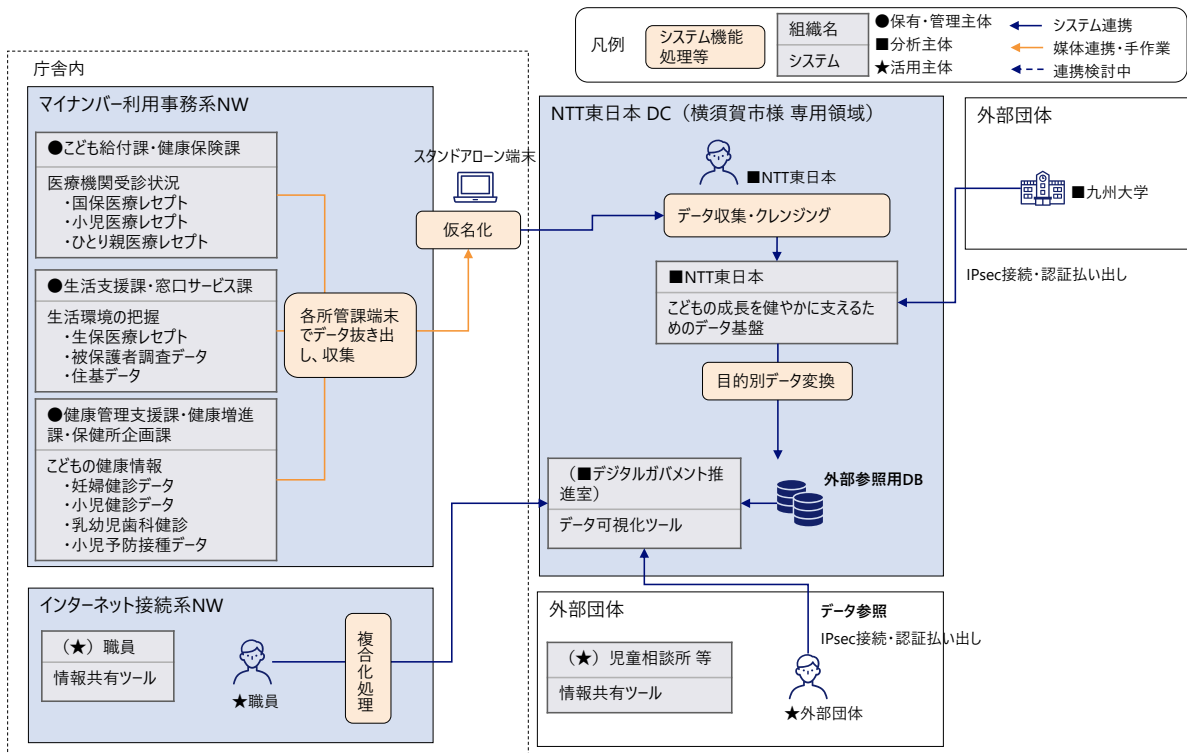 凡例
システム機能
処理等
組織名
システム
●保有・管理主体
■分析主体
★活用主体
システム連携
媒体連携・手作業
連携検討中
庁舎内
マイナンバー利用事務系NW
●こども給付課・健康保険課
医療機関受診状況
・国保医療レセプト
・小児医療レセプト
・ひとり親医療レセプト
●生活支援課・窓口サービス課
生活環境の把握
・生保医療レセプト
・被保護者調査データ
・住基データ
●健康管理支援課・健康増進
課・保健所企画課
こどもの健康情報
・妊婦健診データ
・小児健診データ
・乳幼児歯科健診
・小児予防接種データ
各所管課端末
でデータ抜き出
し、収集
スタンドアローン端末
仮名化
NTT東日本 DC（横須賀市様 専用領域）
■NTT東日本
データ収集・クレンジング
■NTT東日本
こどもの成長を健やかに支えるた
めのデータ基盤
目的別データ変換
外部参照用DB
（■デジタルガバメント推
進室）
データ可視化ツール
外部団体
■九州大学
IPsec接続・認証払い出し
インターネット接続系NW
（★）職員
情報共有ツール
★職員
複合化処理
外部団体
（★）児童相談所 等
情報共有ツール
データ参照
IPsec接続・認証払い出し
★外部団体